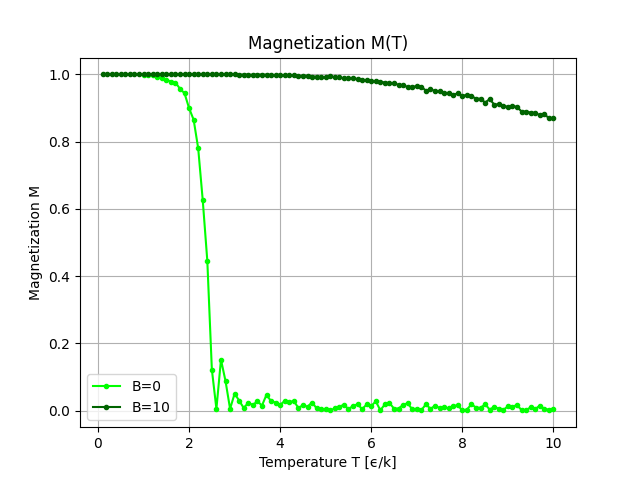 Magnetization M(T)
Magnetization M
1.0
0.8
0.6
0.4
0.2
0.0
B=0
B=10
0 2 4 6 8 10
Temperature T [ϵ/k]